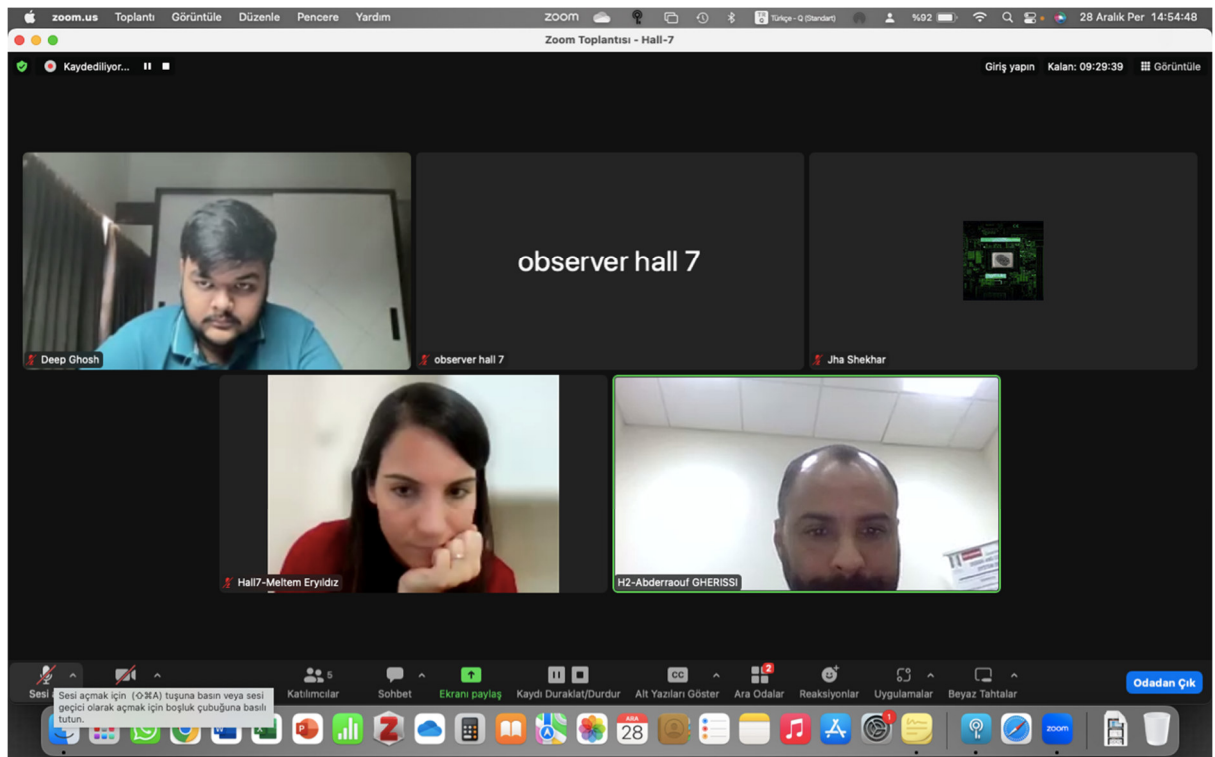 zoom.us Toplantı Görüntüle Düzenle Pencere Yardım zoom Türkçe - Q (Standart) %92 28 Aralık Per 14:54:48
Zoom Toplantısı - Hall-7
Kaydediliyor... Giriş yapın Kalan: 09:29:39 Görüntüle
observer hall 7
Deep Ghosh observer hall 7 Jha Shekhar
Hall7-Meltem Eryıldız H2-Abderraouf GHERISSI
5 CC 2
Sesi Katılımcılar Sohbet Ekranı paylaş Kaydı Duraklat/Durdur Alt Yazıları Göster Ara Odalar Reaksiyonlar Uygulamalar Beyaz Tahtalar Odadan Çık
Sesi açmak için (⇧⌘A) tuşuna basın veya sesi
geçici olarak açmak için boşluk çubuğuna basılı
tutun.
ARA 1
28 zoom